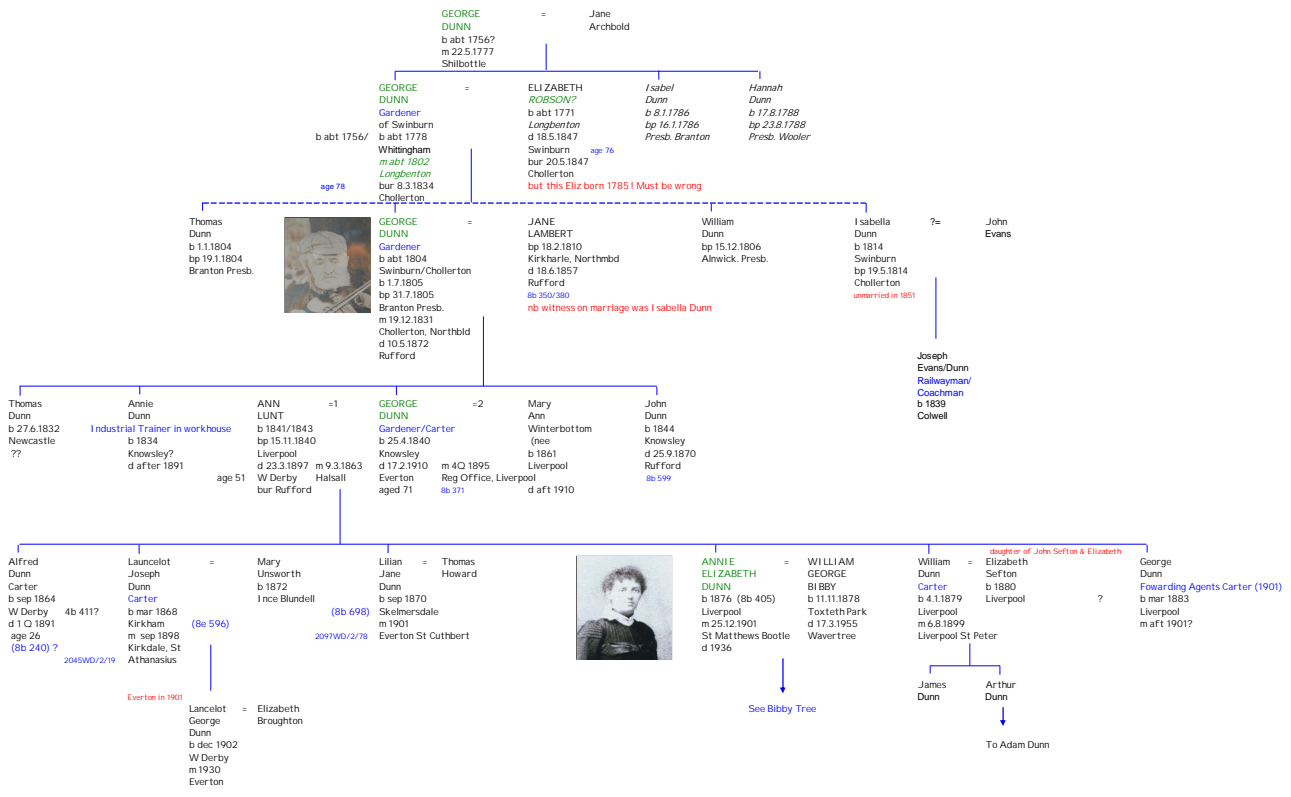 GEORGE = Jane
DUNN Archbold
b abt 1756?
m 22.5.1777
Shilbottle
GEORGE =
DUNN
Gardener
of Swinburn
b abt 1756/ b abt 1778
Whittingham
m abt 1802
Longbenton
age 78 bur 8.3.1834
Chollerton
ELIZABETH
ROBSON?
b abt 1771
Longbenton
d 18.5.1847
Swinburn age 76
bur 20.5.1847
Chollerton
but this Eliz born 1785 ! Must be wrong
Isabel
Dunn
b 8.1.1786
bp 16.1.1786
Presb. Branton
Hannah
Dunn
b 17.8.1788
bp 23.8.1788
Presb. Wooler
Thomas
Dunn
b 1.1.1804
bp 19.1.1804
Branton Presb.
GEORGE =
DUNN
Gardener
b abt 1804
Swinburn/Chollerton
b 1.7.1805
bp 31.7.1805
Branton Presb.
m 19.12.1831
Chollerton, Northbld
d 10.5.1872
Rufford
JANE
LAMBERT
bp 18.2.1810
Kirkharle, Northmbd
d 18.6.1857
Rufford
8b 350/380
nb witness on marriage was Isabella Dunn
William
Dunn
bp 15.12.1806
Alnwick. Presb.
Isabella ?=
Dunn
b 1814
Swinburn
bp 19.5.1814
Chollerton
unmarried in 1851
John
Evans
Joseph
Evans/Dunn
Railwayman/
Coachman
b 1839
Colwell
Thomas
Dunn
b 27.6.1832
Newcastle
??
Annie
Dunn
Industrial Trainer in workhouse
b 1834
Knowsley?
d after 1891
ANN =1
LUNT
b 1841/1843
bp 15.11.1840
Liverpool
d 23.3.1897 m 9.3.1863
age 51 W Derby Halsall
bur Rufford
GEORGE =2
DUNN
Gardener/Carter
b 25.4.1840
Knowsley
d 17.2.1910 m 4Q 1895
Everton Reg Office, Liverpool
aged 71 8b 371
Mary
Ann
Winterbottom
(nee
b 1861
Liverpool
d aft 1910
John
Dunn
b 1844
Knowsley
d 25.9.1870
Rufford
8b 599
Alfred
Dunn
Carter
b sep 1864
W Derby 4b 411?
d 1 Q 1891
age 26
(8b 240) ?
2045WD/2/19
Launcelot =
Joseph
Dunn
Carter
b mar 1868
Kirkham (8e 596)
m sep 1898
Kirkdale, St
Athanasius
Mary
Unsworth
b 1872
Ince Blundell
Everton in 1901
Lancelot = Elizabeth
George Broughton
Dunn
b dec 1902
W Derby
m 1930
Everton
Lilian = Thomas
Jane Howard
Dunn
b sep 1870
(8b 698) Skelmersdale
m 1901
2097WD/2/78 Everton St Cuthbert
ANNIE =
ELIZABETH
DUNN
b 1876 (8b 405)
Liverpool
m 25.12.1901
St Matthews Bootle
d 1936
WILLIAM
GEORGE
BIBBY
b 11.11.1878
Toxteth Park
d 17.3.1955
Wavertree
See Bibby Tree
daughter of John Sefton & Elizabeth
William =
Dunn
Carter
b 4.1.1879
Liverpool
m 6.8.1899
Liverpool St Peter
Elizabeth
Sefton
b 1880
Liverpool ?
George
Dunn
Fowarding Agents Carter (1901)
b mar 1883
Liverpool
m aft 1901?
James
Dunn
Arthur
Dunn
To Adam Dunn